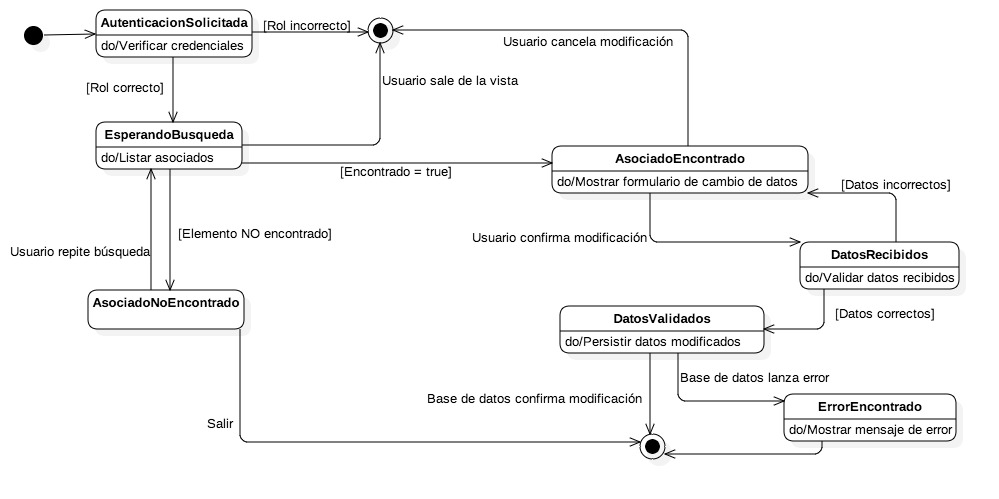 AutenticacionSolicitada
do/Verificar credenciales
[Rol incorrecto]
Usuario cancela modificación
Usuario sale de la vista
[Rol correcto]
EsperandoBusqueda
do/Listar asociados
[Encontrado = true]
AsociadoEncontrado
do/Mostrar formulario de cambio de datos
[Datos incorrectos]
Usuario repite búsqueda
[Elemento NO encontrado]
Usuario confirma modificación
DatosRecibidos
do/Validar datos recibidos
AsociadoNoEncontrado
DatosValidados
do/Persistir datos modificados
[Datos correctos]
Base de datos lanza error
Base de datos confirma modificación
ErrorEncontrado
do/Mostrar mensaje de error
Salir